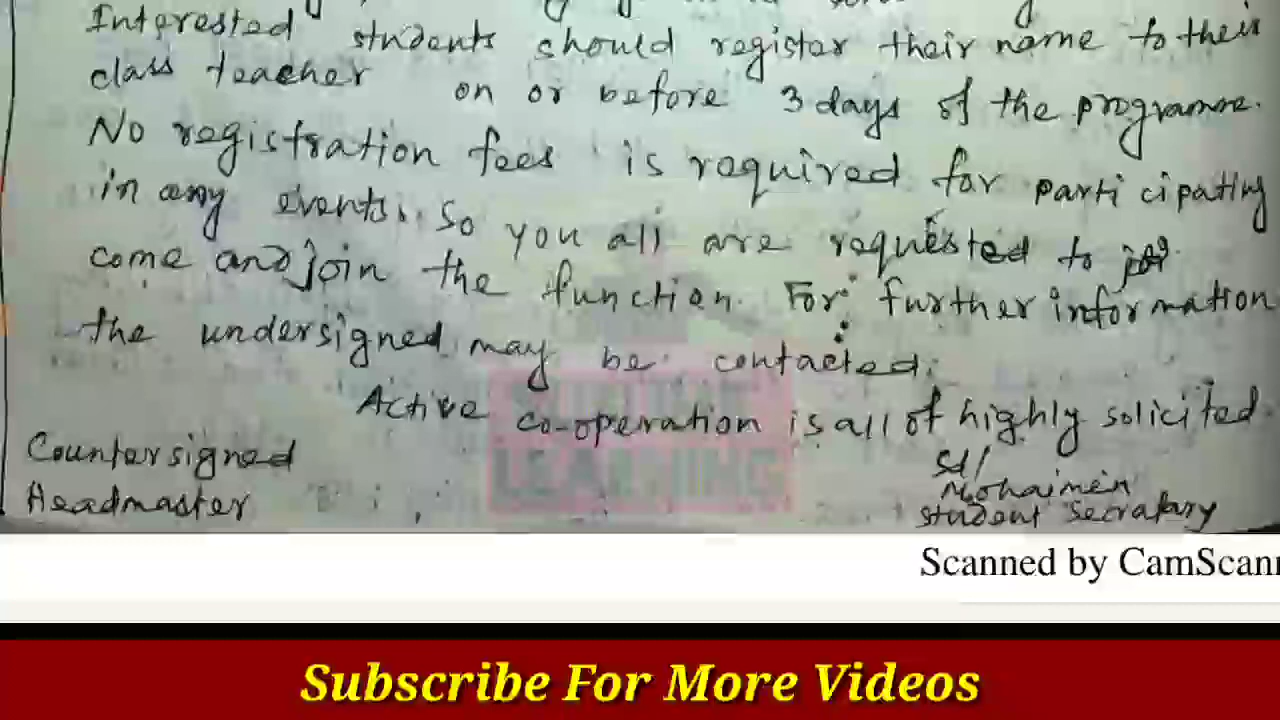 Interested students should register their name to their
class teacher on or before 3 days of the programme.
No registration fees is required for participating
in any events. So you all are requested to
come and join the function. For further information
the undersigned may be contacted.
Active co-operation is all of highly solicited.
Countersigned
Headmaster
Sd/
Mohaimen
Student Secratary
LEARNING
Scanned by CamScann
Subscribe For More Videos